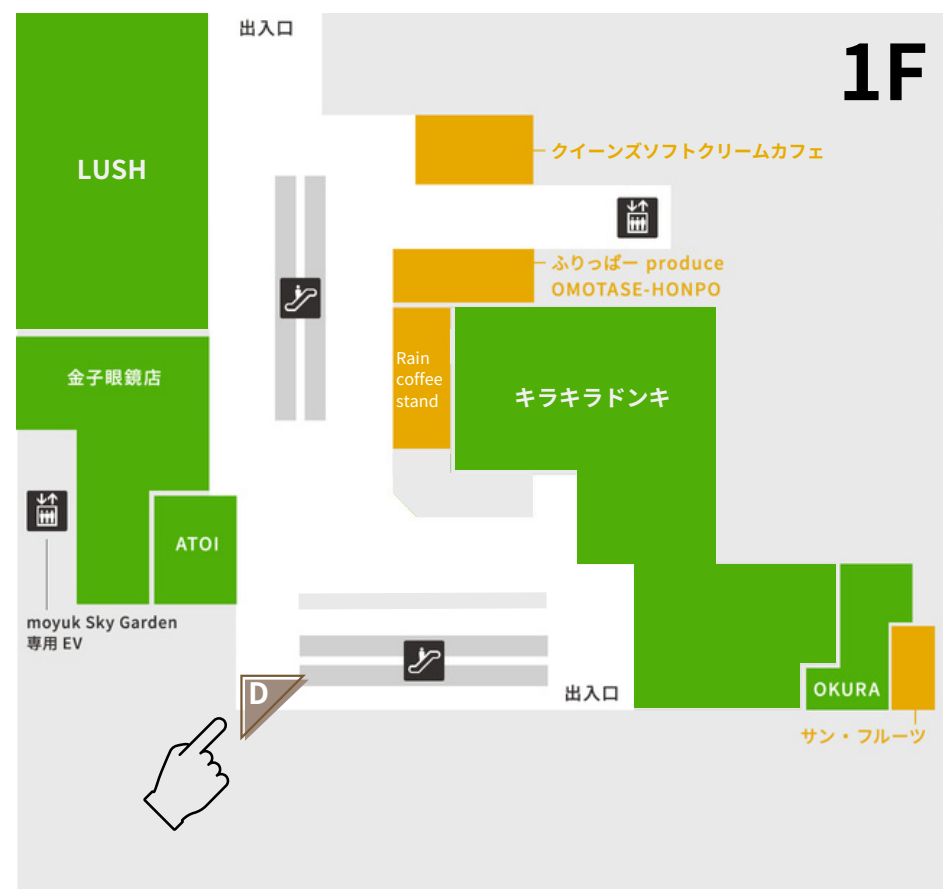 出入口
1F
クイーンズソフトクリームカフェ
LUSH
ふりっぱー produce
OMOTASE-HONPO
Rain
coffee
stand
金子眼鏡店
キラキラドンキ
ATOI
moyuk Sky Garden
専用 EV
D
出入口
OKURA
サン・フルーツ